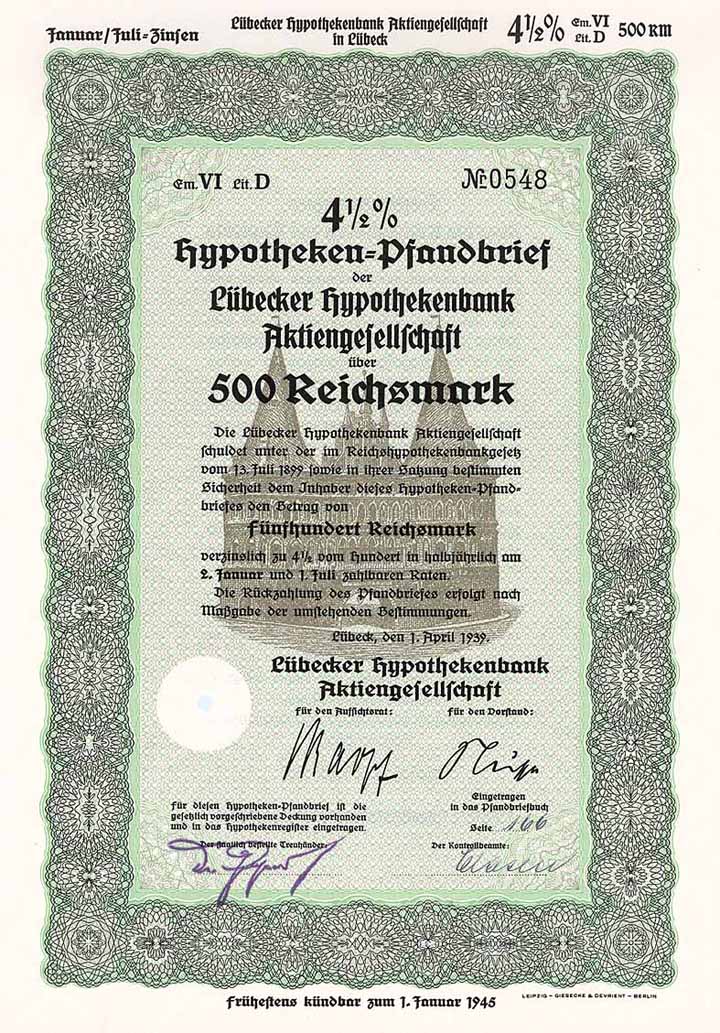 Januar/Juli-Zinsen
Lübecker Hypothekenbank Aktiengesellschaft
in Lübeck
4½% Em. VI Lit. D 500 RM
Em. VI Lit. D
№ 0548
4½%
Hypotheken-Pfandbrief
der
Lübecker Hypothekenbank
Aktiengesellschaft
über
500 Reichsmark
Die Lübecker Hypothekenbank Aktiengesellschaft
schuldet unter der im Reichshypothekenbankgesetz
vom 13. Juli 1899 sowie in ihrer Satzung bestimmten
Sicherheit dem Inhaber dieses Hypotheken-Pfand-
briefes den Betrag von
Fünfhundert Reichsmark
verzinslich zu 4½ vom Hundert in halbjährlich am
2. Januar und 1. Juli zahlbaren Raten.
Die Rückzahlung des Pfandbriefes erfolgt nach
Maßgabe der umstehenden Bestimmungen.
Lübeck, den 1. April 1939.
Lübecker Hypothekenbank
Aktiengesellschaft
Für den Aufsichtsrat:
Für den Vorstand:
Für diesen Hypotheken-Pfandbrief ist die
gesetzlich vorgeschriebene Deckung vorhanden
und in das Hypothekenregister eingetragen.
Der staatlich bestellte Treuhänder:
Eingetragen
in das Pfandbriefbuch
Seite 166
Der Kontrollbeamte:
Frühestens kündbar zum 1. Januar 1945
LEIPZIG – GIESECKE & DEVRIENT – BERLIN